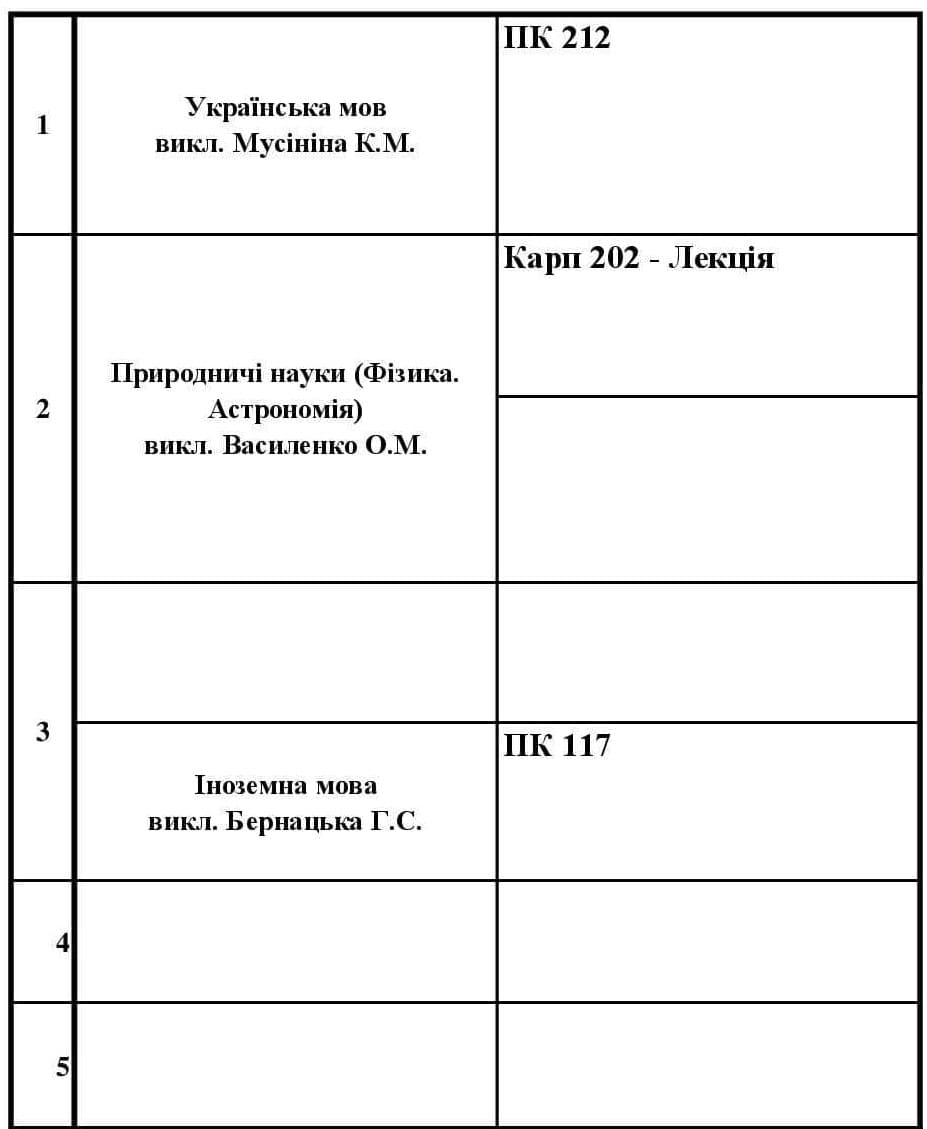 1
Українська мов
викл. Мусініна К.М.
ПК 212
2
Природничі науки (Фізика.
Астрономія)
викл. Василенко О.М.
Карп 202 - Лекція
3
Іноземна мова
викл. Бернацька Г.С.
ПК 117
4
5